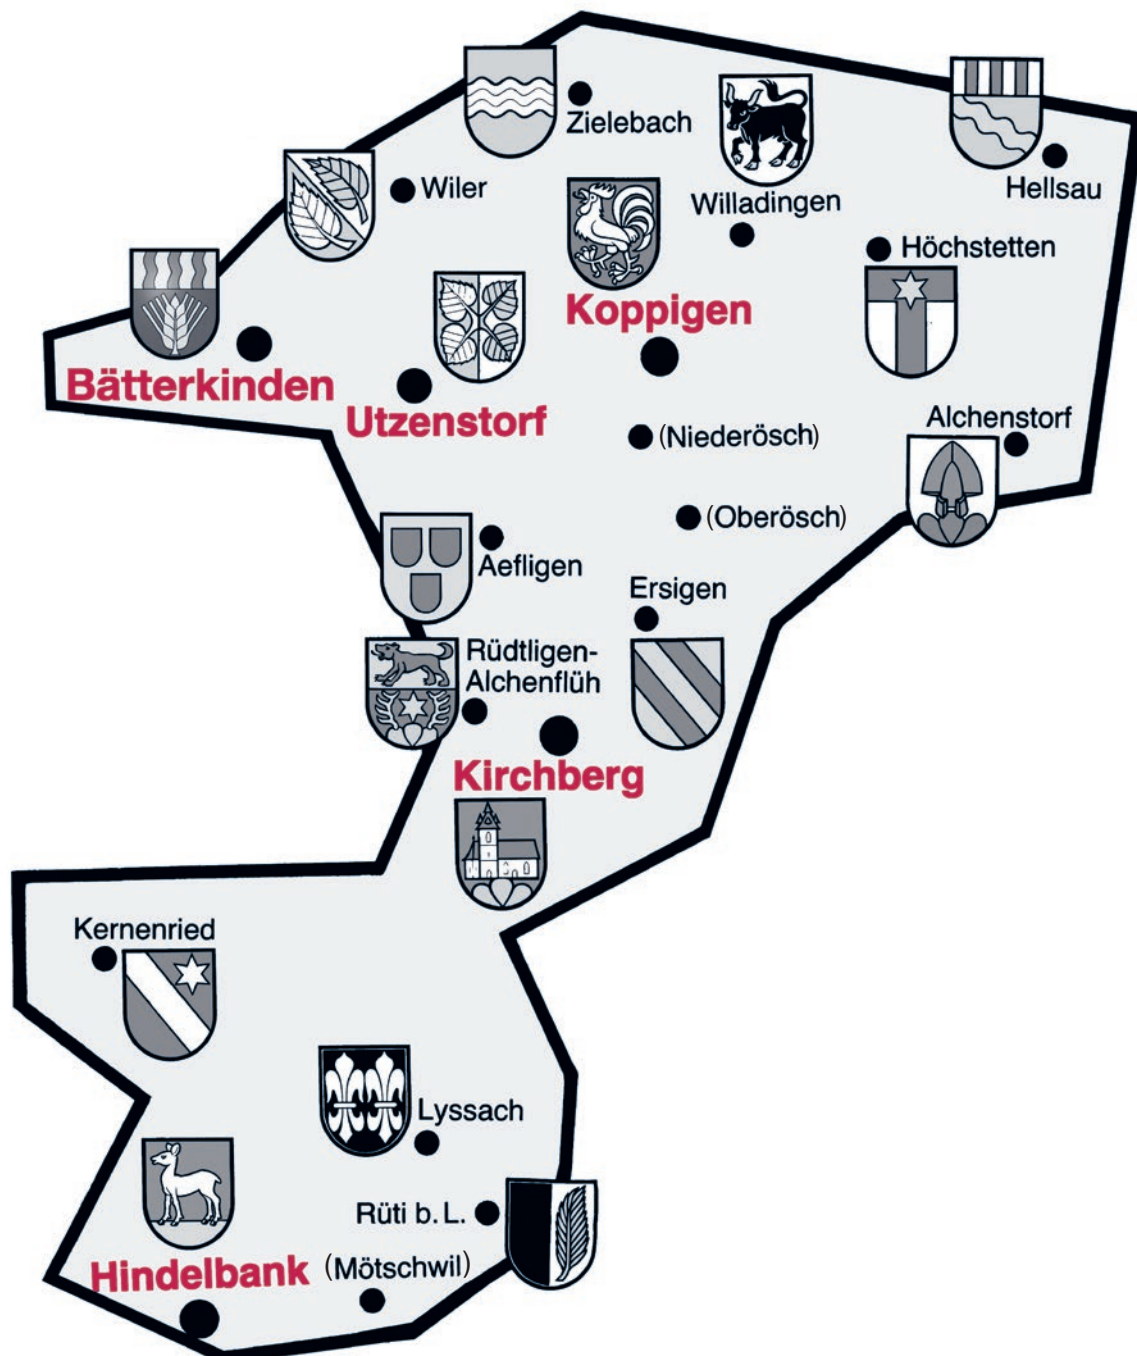 Zielebach
Wiler
Willadingen
Hellsau
Höchstetten
Koppigen
Bätterkinden
Utzenstorf
Alchenstorf
(Niederösch)
(Oberösch)
Aefligen
Ersigen
Rüdtligen-
Alchenflüh
Kirchberg
Kernenried
Lyssach
Rüti b. L.
Hindelbank
(Mötschwil)